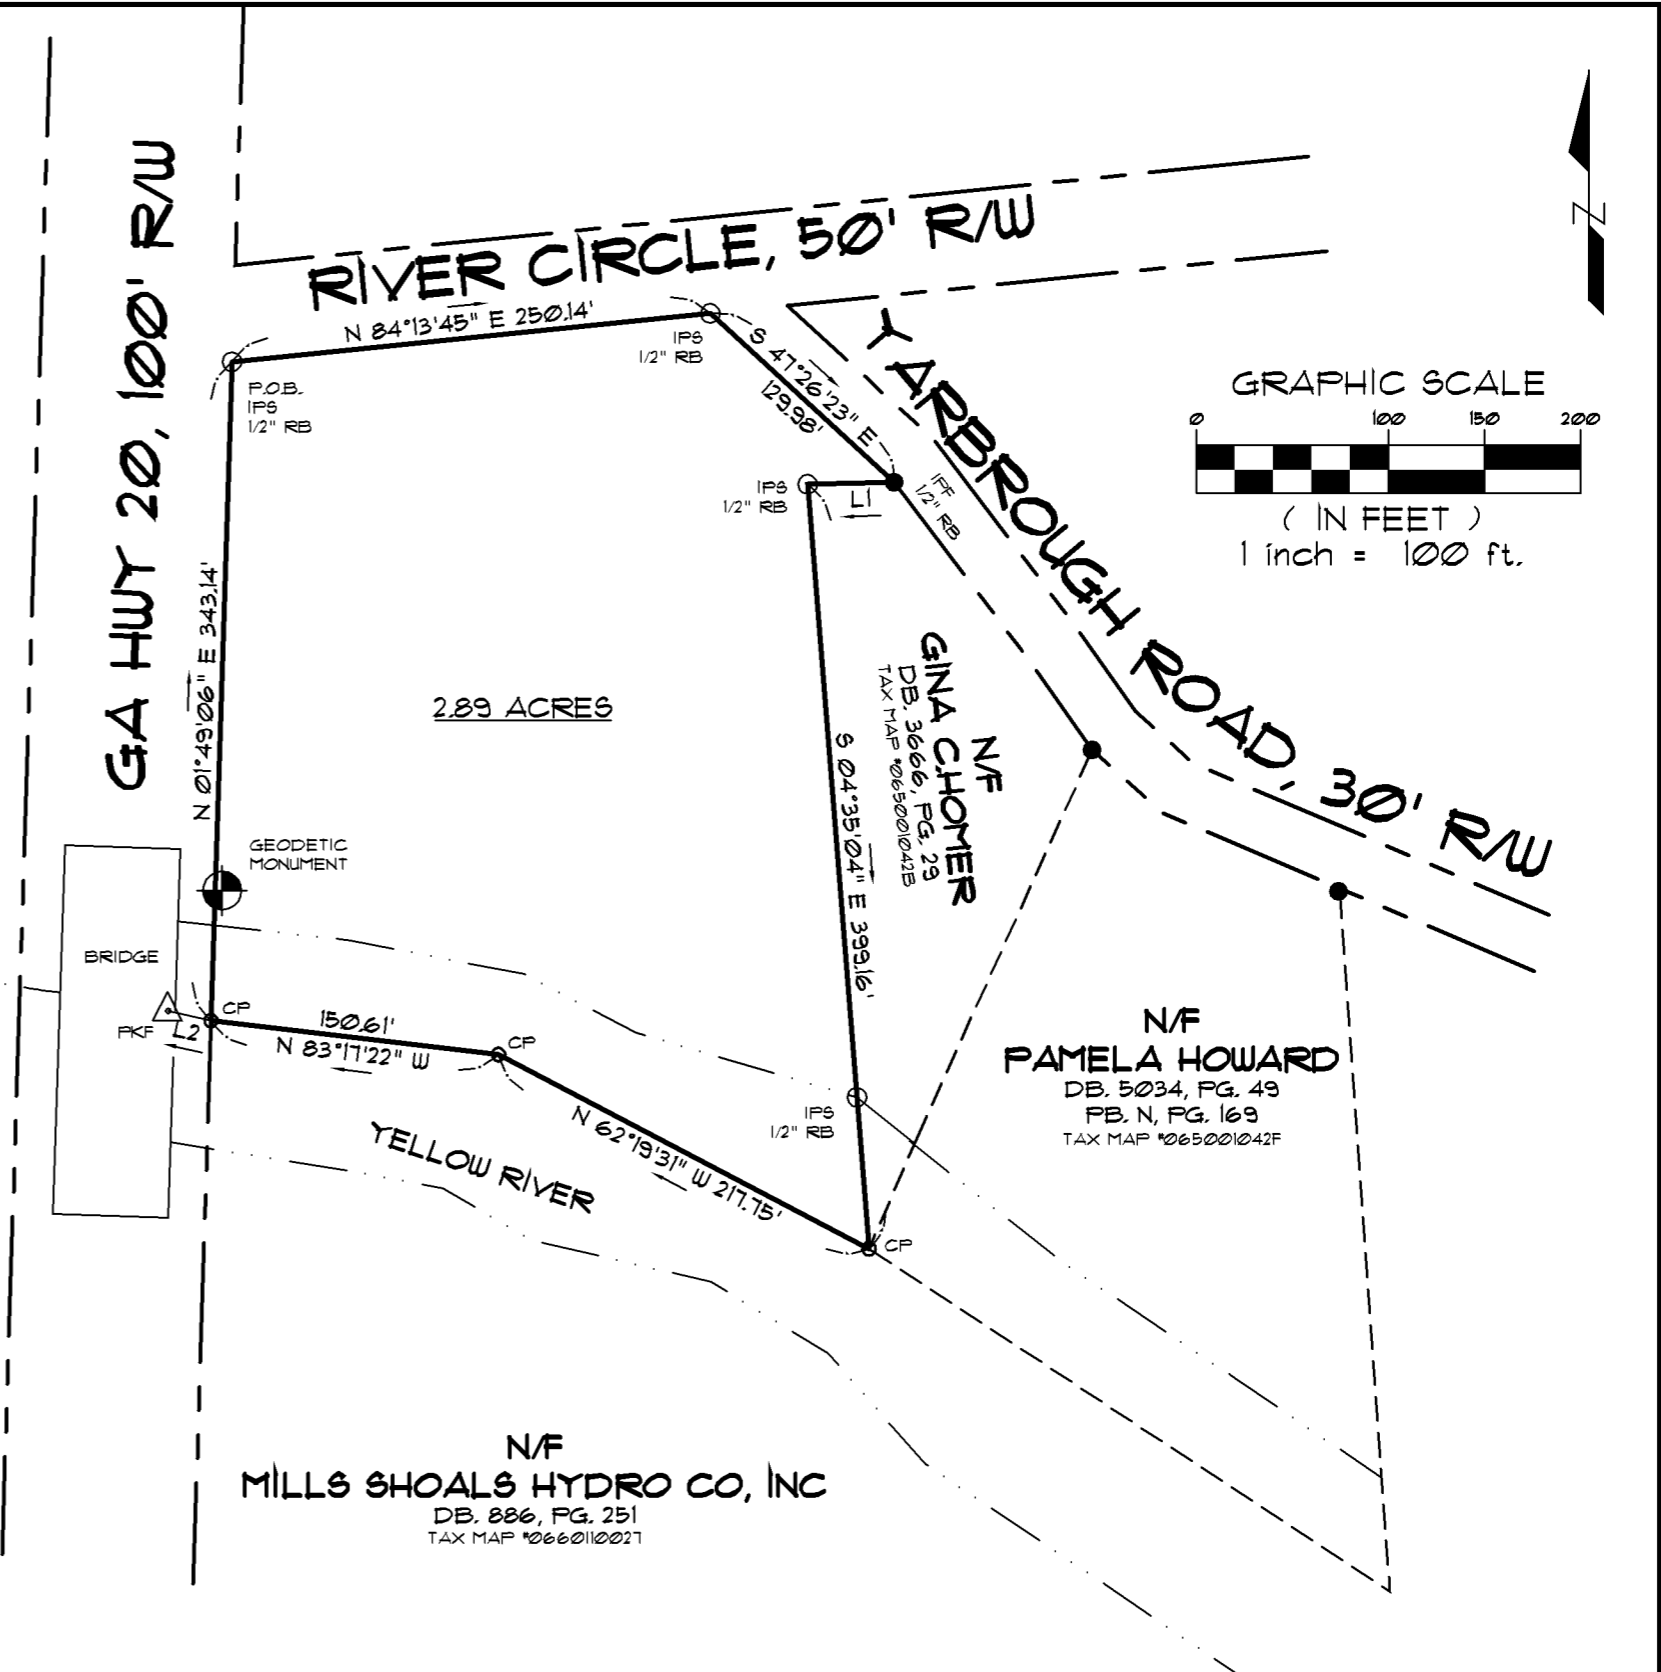 GA HWY 20, 100' R/W
RIVER CIRCLE, 50' R/W
N 84°13'45" E 250.14'
P.O.B.
IPS
1/2" RB
IPS
1/2" RB
S 47°26'23" E
129.98'
YARBROUGH ROAD, 30' R/W
IPF
1/2" RB
IPS
1/2" RB
L1
GRAPHIC SCALE
0 100 150 200
( IN FEET )
1 inch = 100 ft.
N
N 01°49'06" E 343.14'
2.89 ACRES
S 04°35'04" E 399.16'
N/F
GINA CHOMER
DB. 3666, PG. 29
TAX MAP #065001042B
GEODETIC
MONUMENT
BRIDGE
PKF
L2
CP
150.61'
N 83°17'22" W
CP
N 62°19'31" W 217.75'
YELLOW RIVER
IPS
1/2" RB
CP
N/F
PAMELA HOWARD
DB. 5034, PG. 49
PB. N, PG. 169
TAX MAP #065001042F
N/F
MILLS SHOALS HYDRO CO, INC
DB. 886, PG. 251
TAX MAP #0660110027